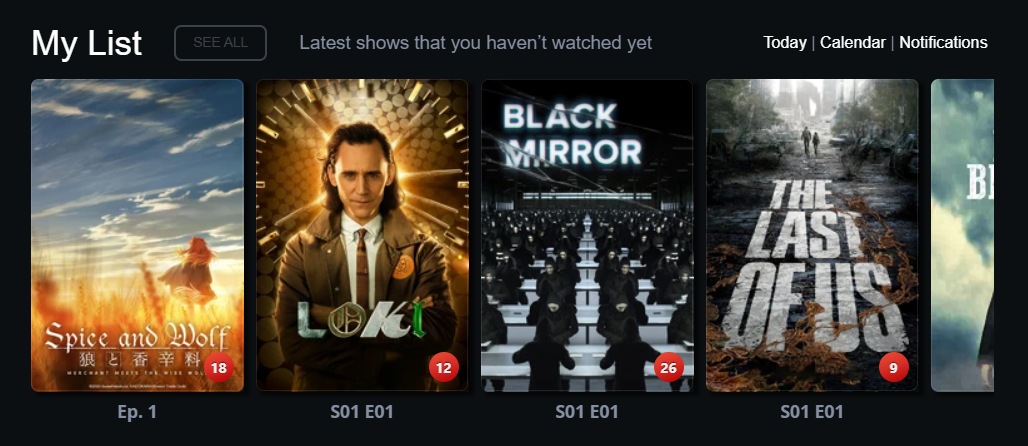 My List
SEE ALL
Latest shows that you haven’t watched yet
Today | Calendar | Notifications
Spice and Wolf
狼と香辛料
MERCHANT MEETS THE WISE
18
Ep. 1
LOKI
12
S01 E01
BLACK
MIRROR
26
S01 E01
THE
LAST
OF US
9
S01 E01